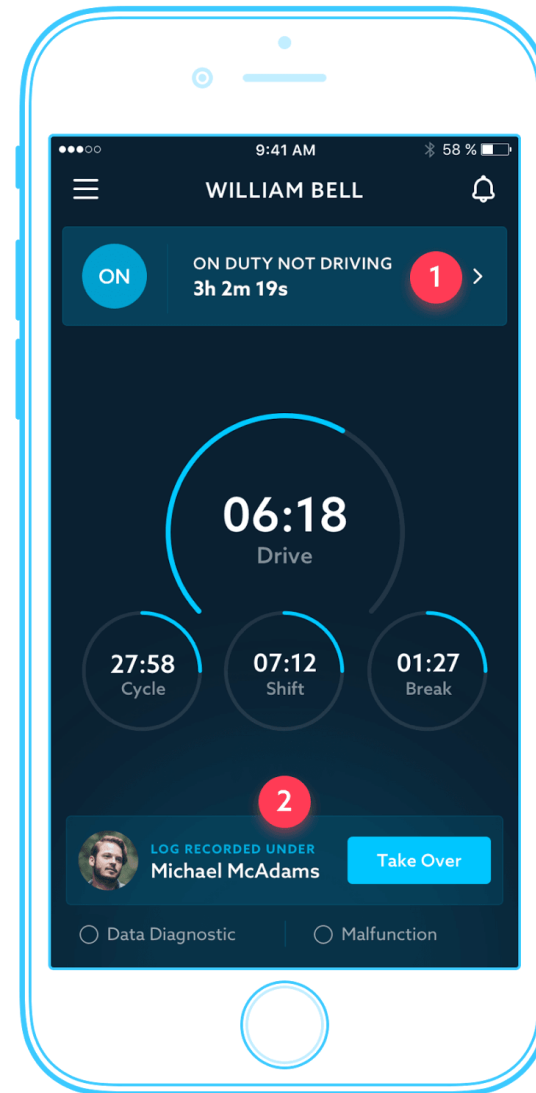 9:41 AM
58 %
WILLIAM BELL
ON
ON DUTY NOT DRIVING
3h 2m 19s
1
06:18
Drive
27:58
Cycle
07:12
Shift
01:27
Break
2
LOG RECORDED UNDER
Michael McAdams
Take Over
Data Diagnostic
Malfunction